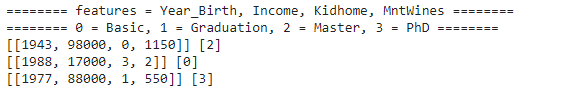 ======== features = Year_Birth, Income, Kidhome, MntWines ========
======== 0 = Basic, 1 = Graduation, 2 = Master, 3 = PhD ========
[[1943, 98000, 0, 1150]] [2]
[[1988, 17000, 3, 2]] [0]
[[1977, 88000, 1, 550]] [3]